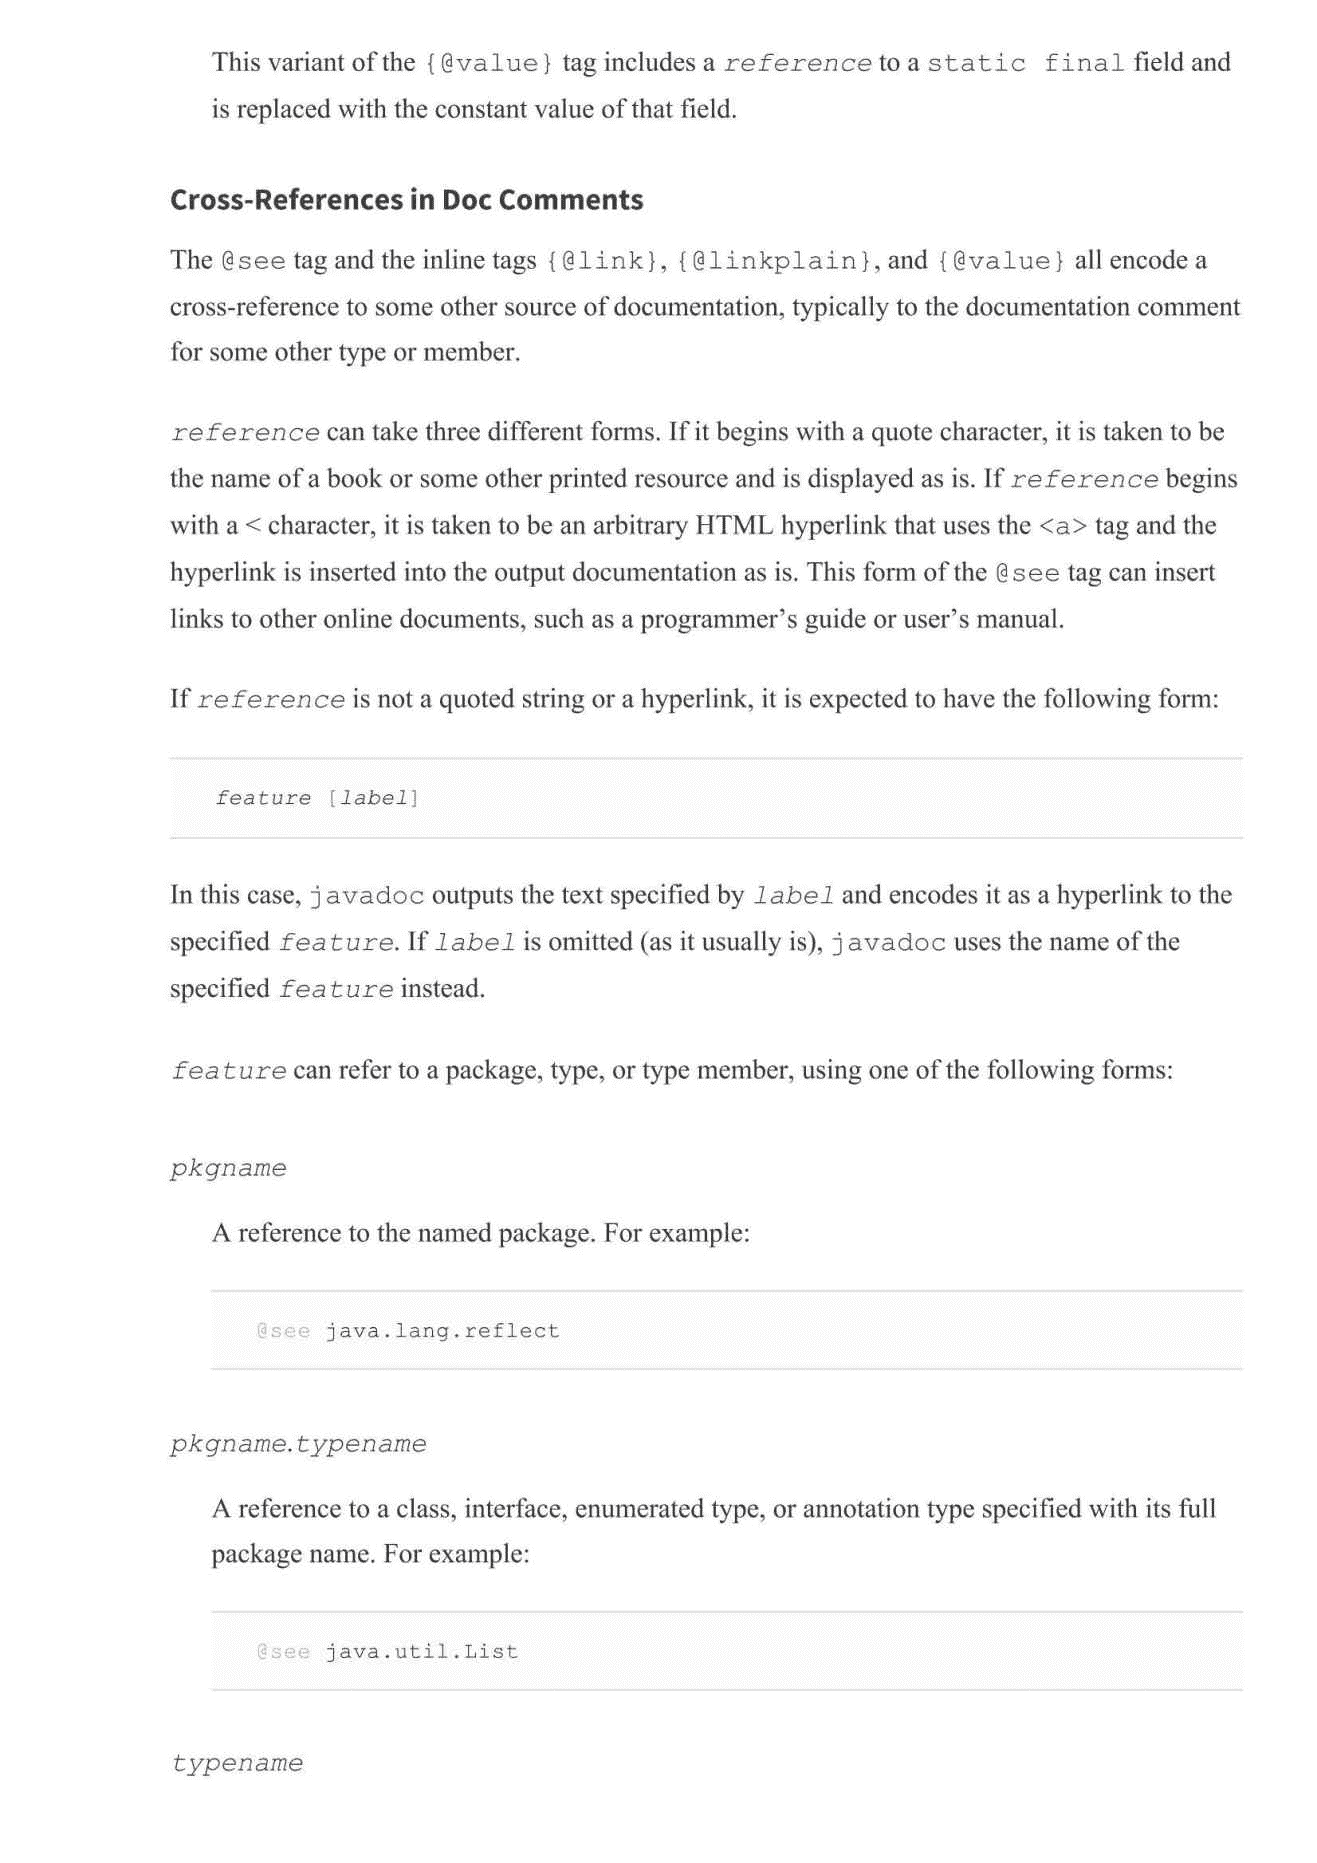 This variant of the {@value} tag includes a reference to a static final field and
is replaced with the constant value of that field.
Cross-References in Doc Comments
The @see tag and the inline tags {@link}, {@linkplain}, and {@value} all encode a
cross-reference to some other source of documentation, typically to the documentation comment
for some other type or member.
reference can take three different forms. If it begins with a quote character, it is taken to be
the name of a book or some other printed resource and is displayed as is. If reference begins
with a < character, it is taken to be an arbitrary HTML hyperlink that uses the <a> tag and the
hyperlink is inserted into the output documentation as is. This form of the @see tag can insert
links to other online documents, such as a programmer’s guide or user’s manual.
If reference is not a quoted string or a hyperlink, it is expected to have the following form:
feature [label]
In this case, javadoc outputs the text specified by label and encodes it as a hyperlink to the
specified feature. If label is omitted (as it usually is), javadoc uses the name of the
specified feature instead.
feature can refer to a package, type, or type member, using one of the following forms:
pkgname
A reference to the named package. For example:
@see java.lang.reflect
pkgname.typename
A reference to a class, interface, enumerated type, or annotation type specified with its full
package name. For example:
@see java.util.List
typename